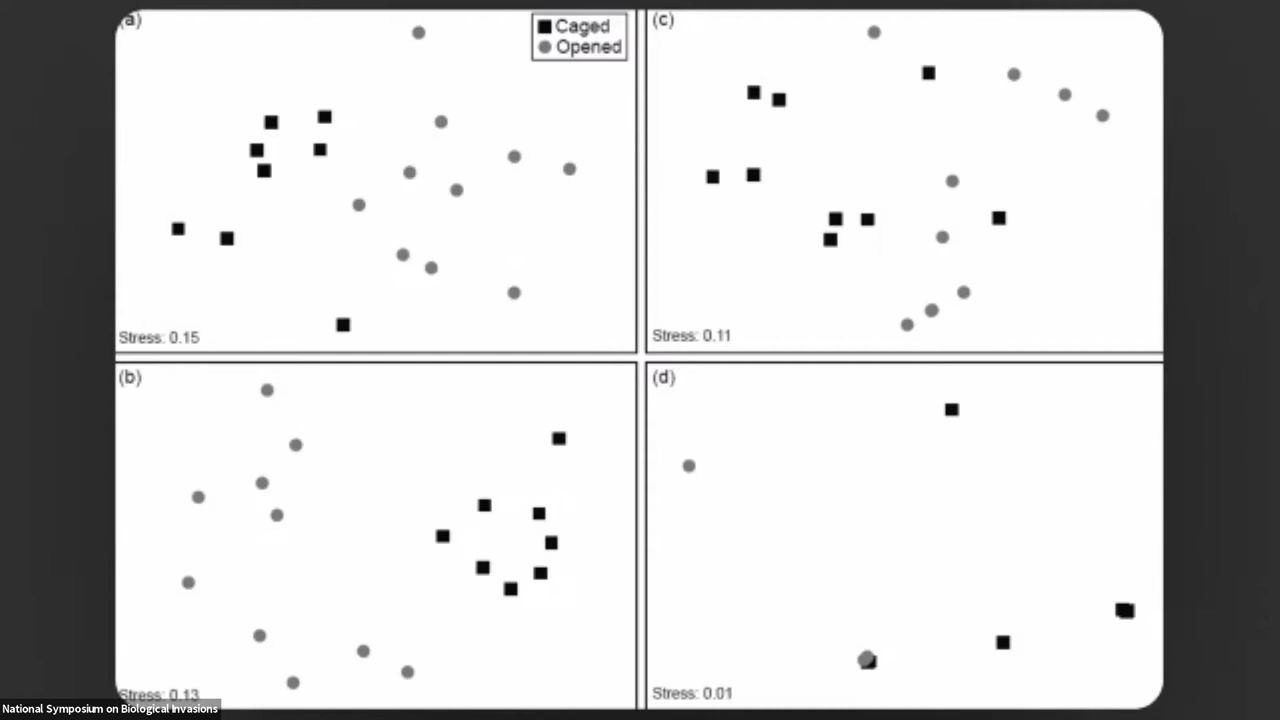 (a)
Caged
Opened
Stress: 0.15
(c)
Stress: 0.11
(b)
Stress: 0.13
(d)
Stress: 0.01
National Symposium on Biological Invasions